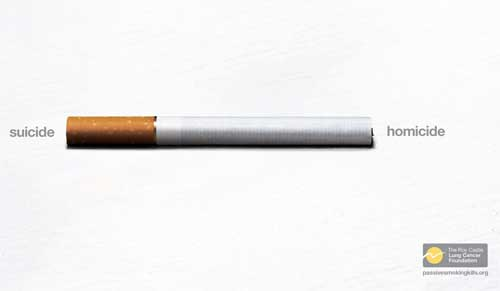 suicide
homicide
The Roy Castle
Lung Cancer
Foundation
passivesmokingkills.org